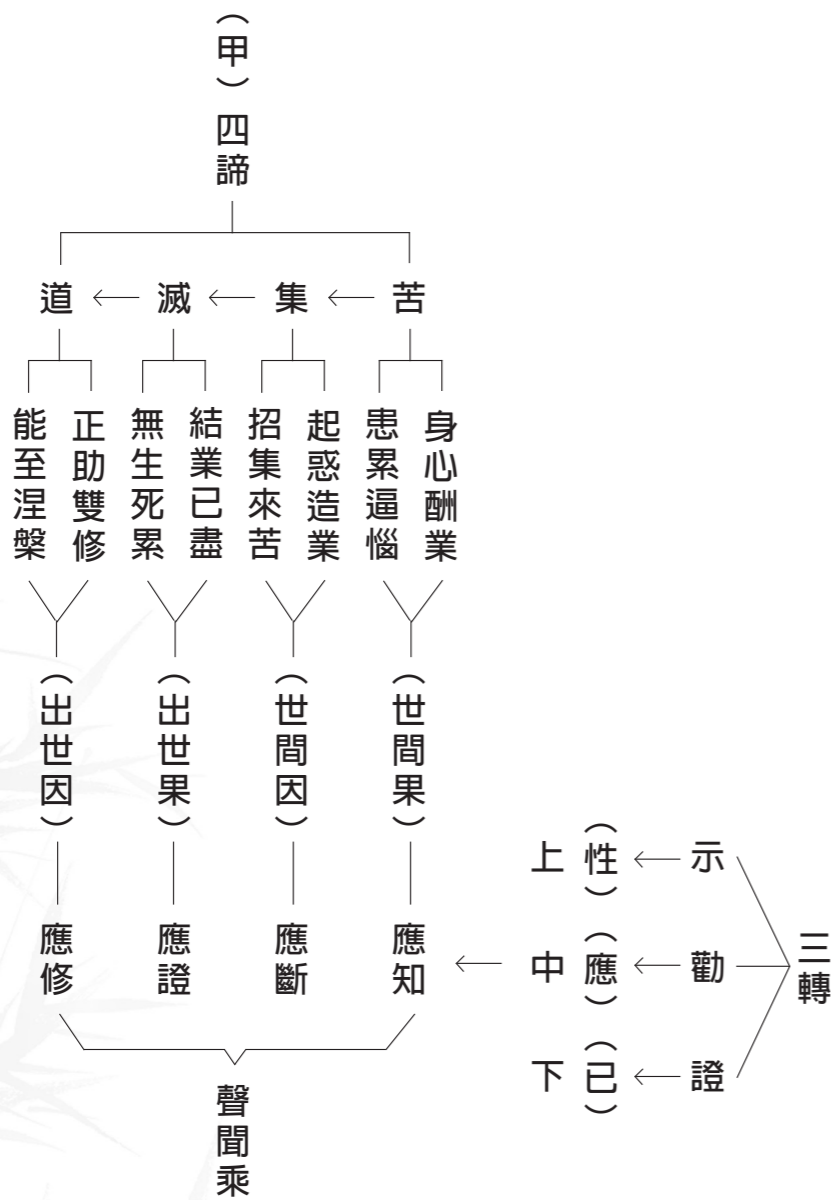 三轉
示
勸
證
（性）
（應）
（已）
上
中
下
（甲）四諦
苦
集
滅
道
身心酬業
患累逼惱
起惑造業
招集來苦
結業已盡
無生死累
正助雙修
能至涅槃
（世間果）
（世間因）
（出世果）
（出世因）
應知
應斷
應證
應修
聲聞乘